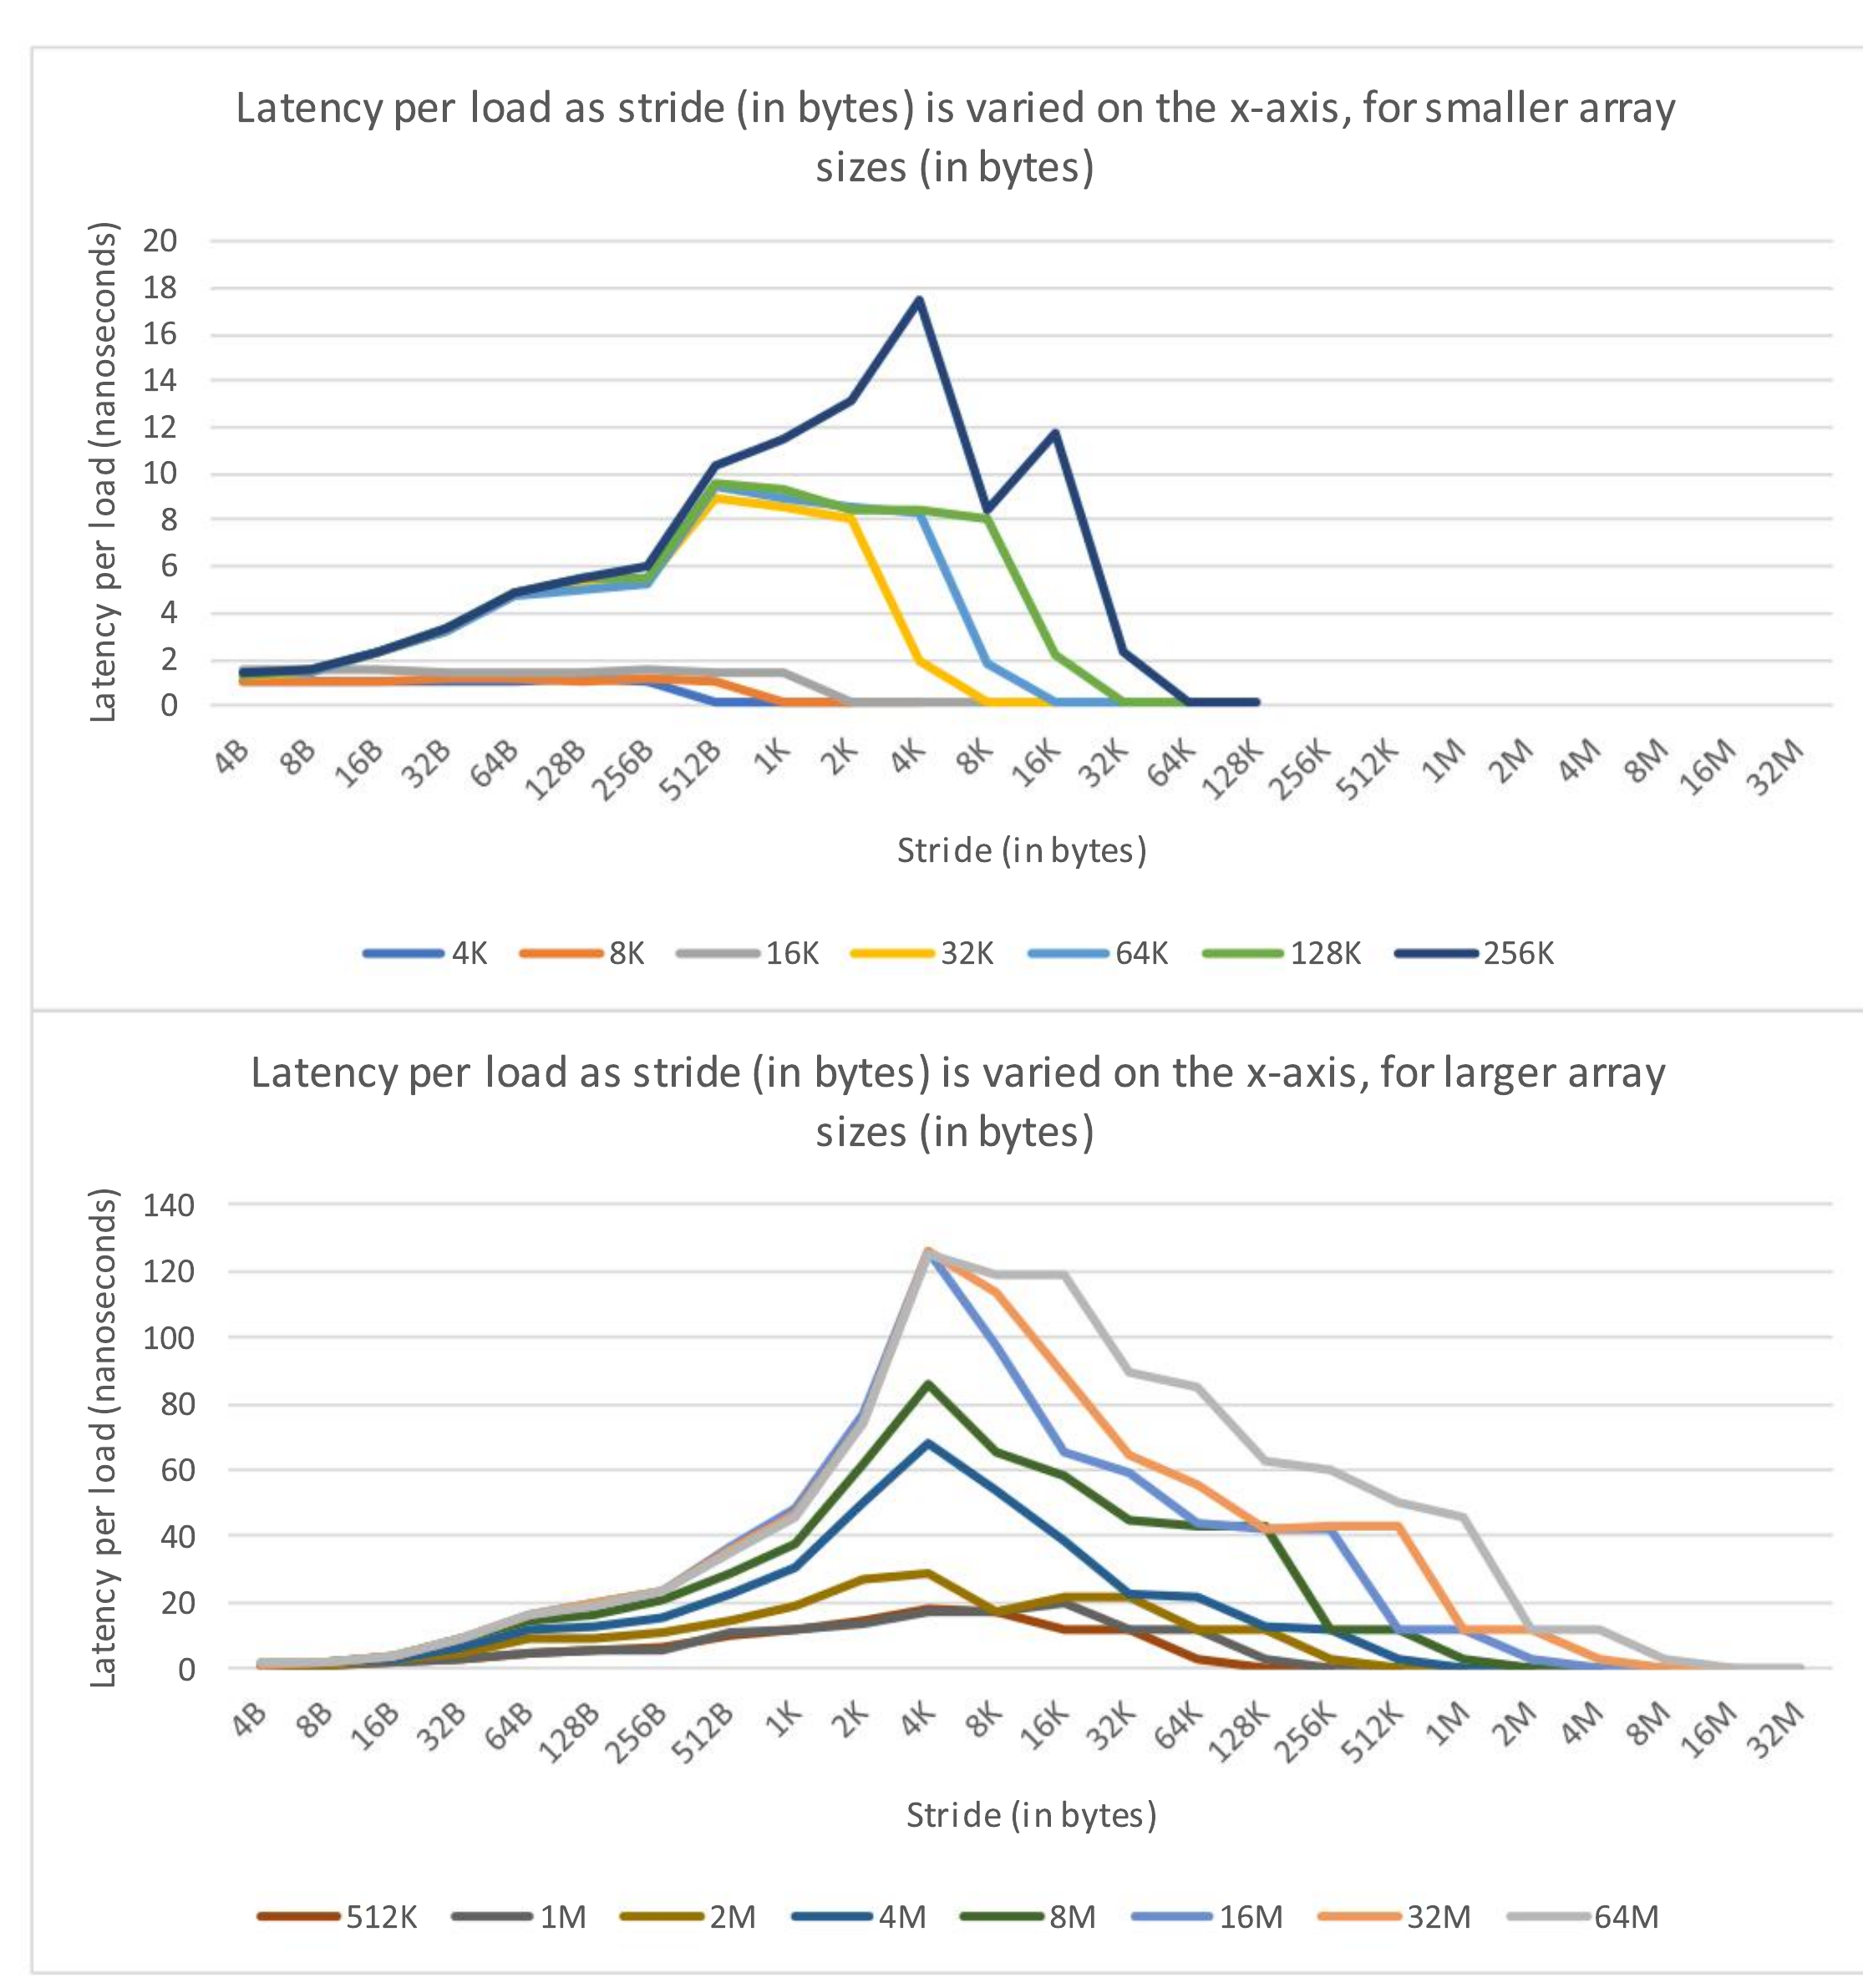 Latency per load as stride (in bytes) is varied on the x-axis, for smaller array
sizes (in bytes)
Latency per load (nanoseconds)
20
18
16
14
12
10
8
6
4
2
0
4B 8B 16B 32B 64B 128B 256B 512B 1K 2K 4K 8K 16K 32K 64K 128K 256K 512K 1M 2M 4M 8M 16M 32M
Stride (in bytes)
4K 8K 16K 32K 64K 128K 256K
Latency per load as stride (in bytes) is varied on the x-axis, for larger array
sizes (in bytes)
Latency per load (nanoseconds)
140
120
100
80
60
40
20
0
4B 8B 16B 32B 64B 128B 256B 512B 1K 2K 4K 8K 16K 32K 64K 128K 256K 512K 1M 2M 4M 8M 16M 32M
Stride (in bytes)
512K 1M 2M 4M 8M 16M 32M 64M